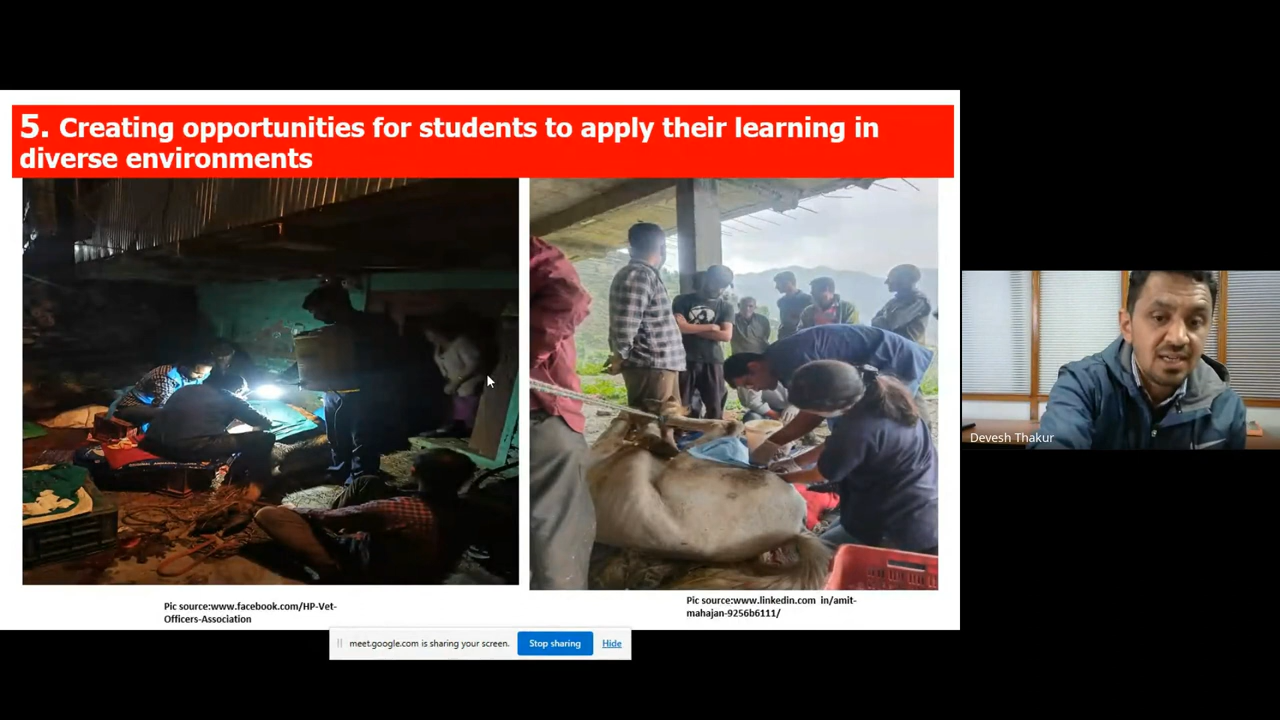 5. Creating opportunities for students to apply their learning in
diverse environments
Pic source:www.facebook.com/HP-Vet-
Officers-Association
Pic source:www.linkedin.com in/amit-
mahajan-9256b6111/
Devesh Thakur
meet.google.com is sharing your screen.
Stop sharing
Hide